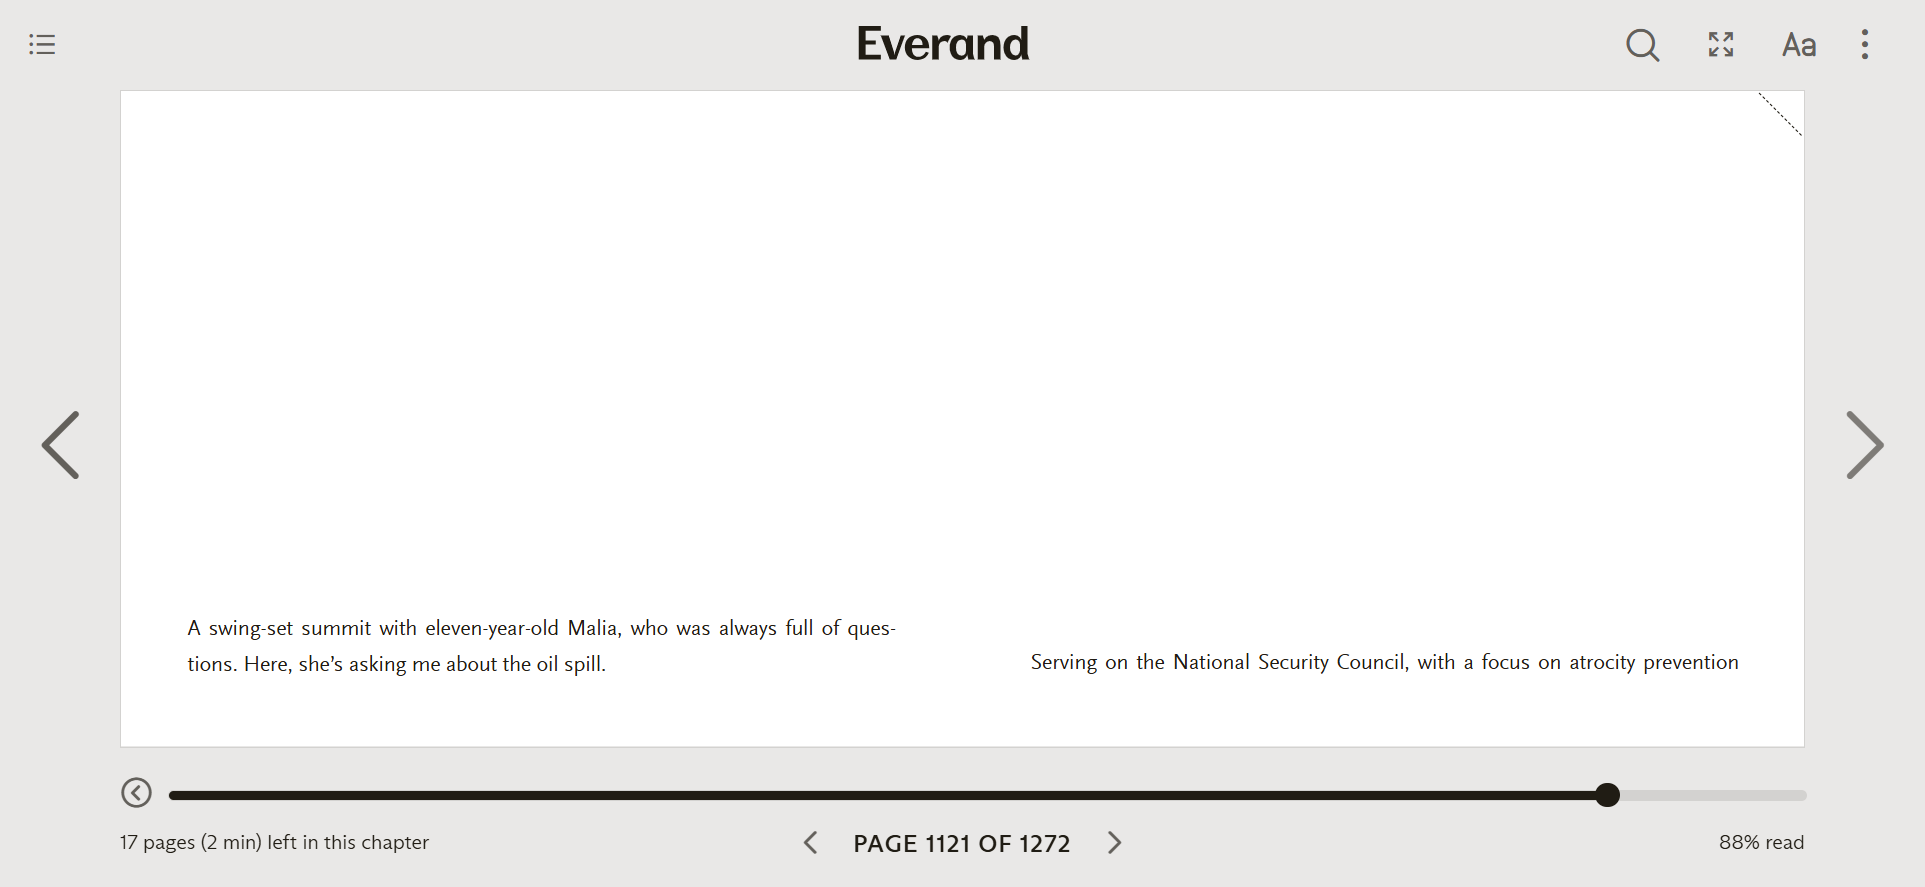 Everand
Aa
A swing-set summit with eleven-year-old Malia, who was always full of ques-
tions. Here, she’s asking me about the oil spill.
Serving on the National Security Council, with a focus on atrocity prevention
17 pages (2 min) left in this chapter
PAGE 1121 OF 1272
88% read